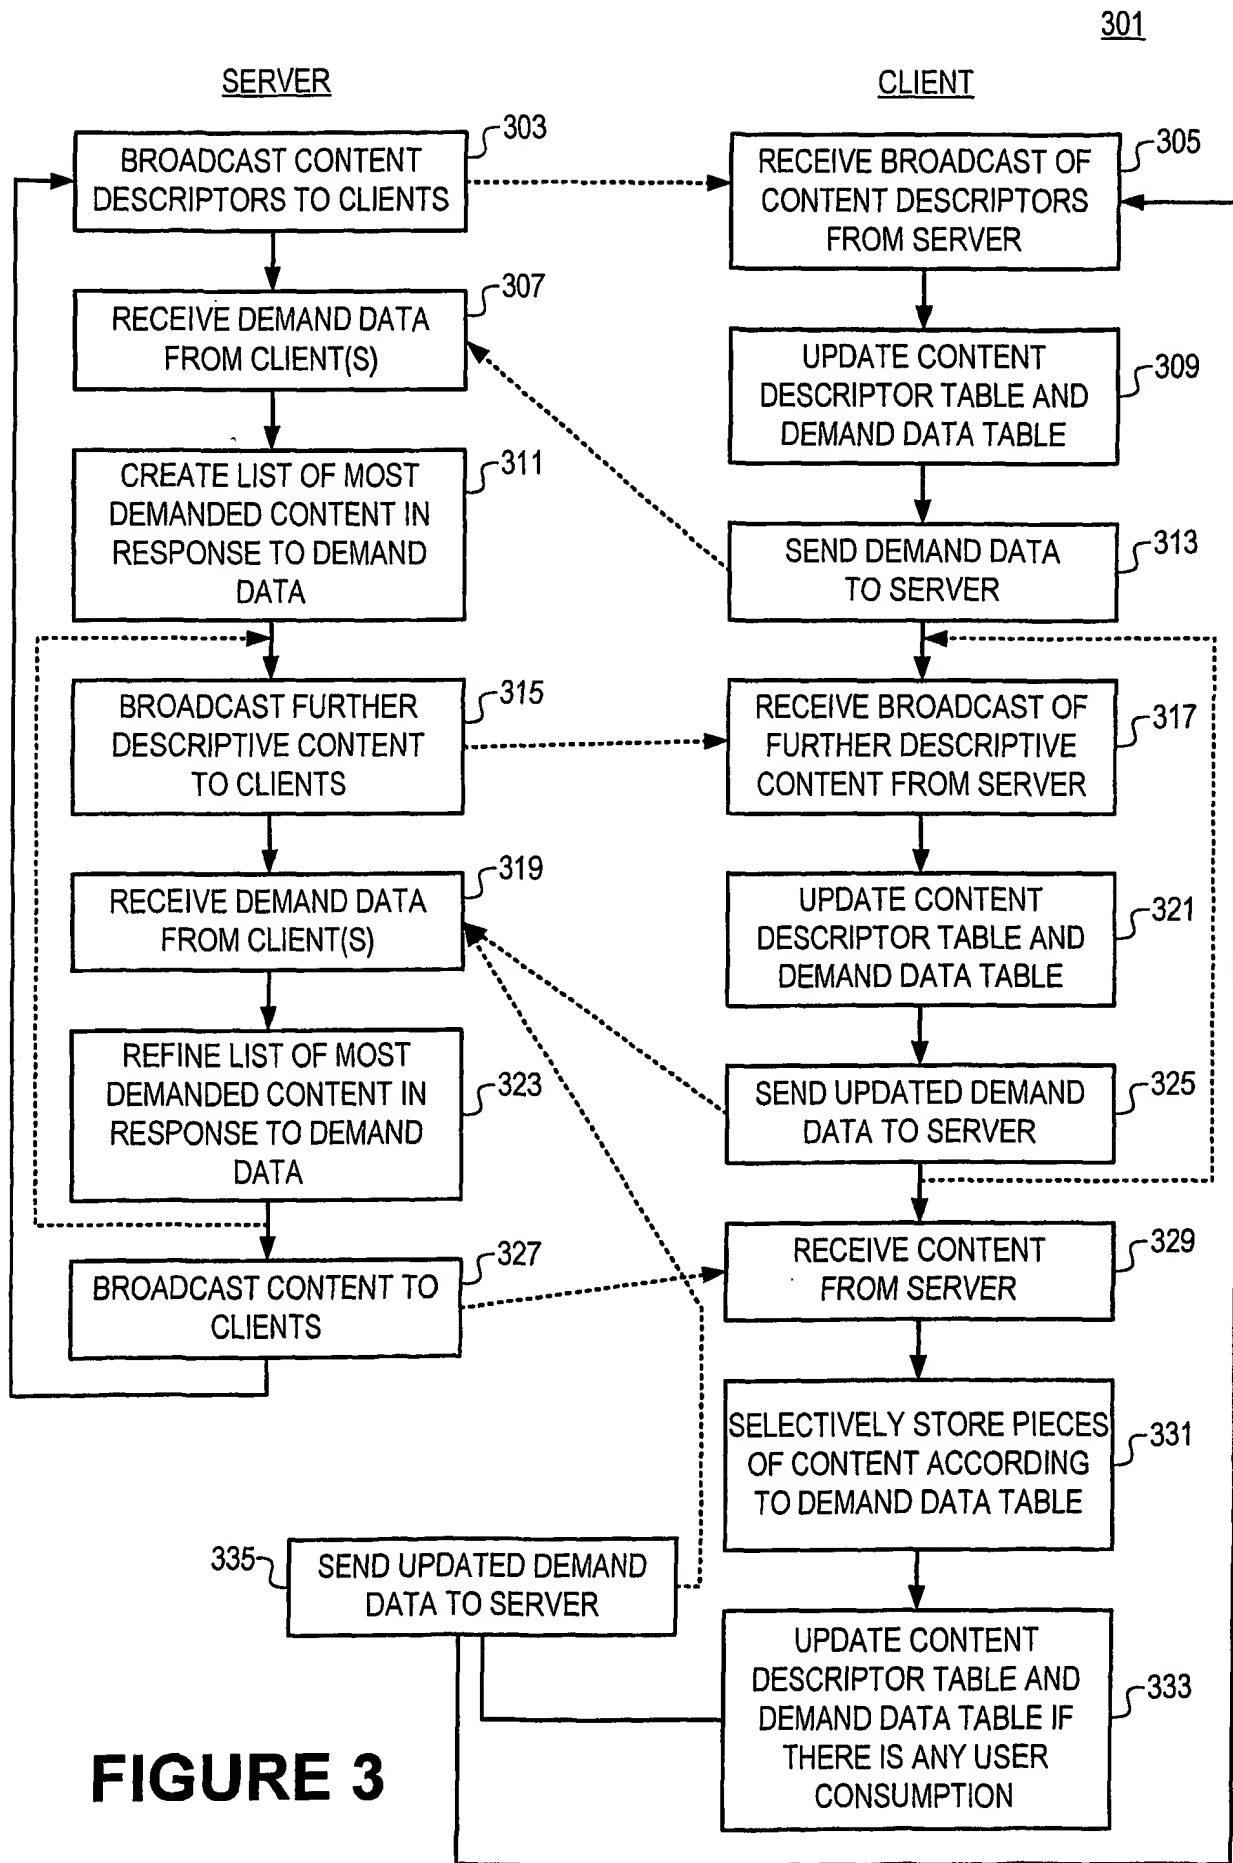 301
SERVER
CLIENT
303
BROADCAST CONTENT
DESCRIPTORS TO CLIENTS
305
RECEIVE BROADCAST OF
CONTENT DESCRIPTORS
FROM SERVER
307
RECEIVE DEMAND DATA
FROM CLIENT(S)
309
UPDATE CONTENT
DESCRIPTOR TABLE AND
DEMAND DATA TABLE
311
CREATE LIST OF MOST
DEMANDED CONTENT IN
RESPONSE TO DEMAND
DATA
313
SEND DEMAND DATA
TO SERVER
315
BROADCAST FURTHER
DESCRIPTIVE CONTENT
TO CLIENTS
317
RECEIVE BROADCAST OF
FURTHER DESCRIPTIVE
CONTENT FROM SERVER
319
RECEIVE DEMAND DATA
FROM CLIENT(S)
321
UPDATE CONTENT
DESCRIPTOR TABLE AND
DEMAND DATA TABLE
323
REFINE LIST OF MOST
DEMANDED CONTENT IN
RESPONSE TO DEMAND
DATA
325
SEND UPDATED DEMAND
DATA TO SERVER
327
BROADCAST CONTENT TO
CLIENTS
329
RECEIVE CONTENT
FROM SERVER
331
SELECTIVELY STORE PIECES
OF CONTENT ACCORDING
TO DEMAND DATA TABLE
335
SEND UPDATED DEMAND
DATA TO SERVER
333
UPDATE CONTENT
DESCRIPTOR TABLE AND
DEMAND DATA TABLE IF
THERE IS ANY USER
CONSUMPTION
FIGURE 3